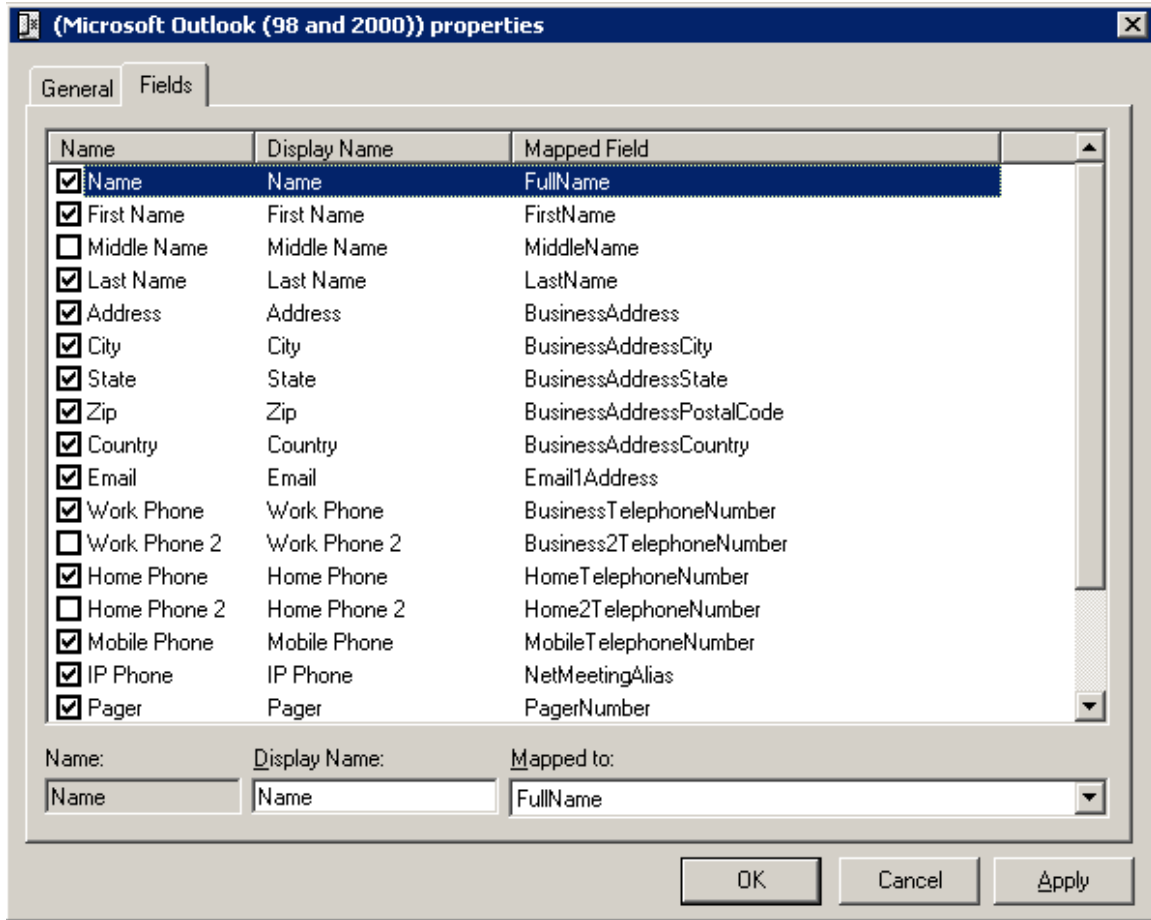 (Microsoft Outlook (98 and 2000)) properties
General Fields
Name Display Name Mapped Field
Name Name FullName
First Name First Name FirstName
Middle Name Middle Name MiddleName
Last Name Last Name LastName
Address Address BusinessAddress
City City BusinessAddressCity
State State BusinessAddressState
Zip Zip BusinessAddressPostalCode
Country Country BusinessAddressCountry
Email Email Email1Address
Work Phone Work Phone BusinessTelephoneNumber
Work Phone 2 Work Phone 2 Business2TelephoneNumber
Home Phone Home Phone HomeTelephoneNumber
Home Phone 2 Home Phone 2 Home2TelephoneNumber
Mobile Phone Mobile Phone MobileTelephoneNumber
IP Phone IP Phone NetMeetingAlias
Pager Pager PagerNumber
Name: Display Name: Mapped to:
Name Name FullName
OK Cancel Apply